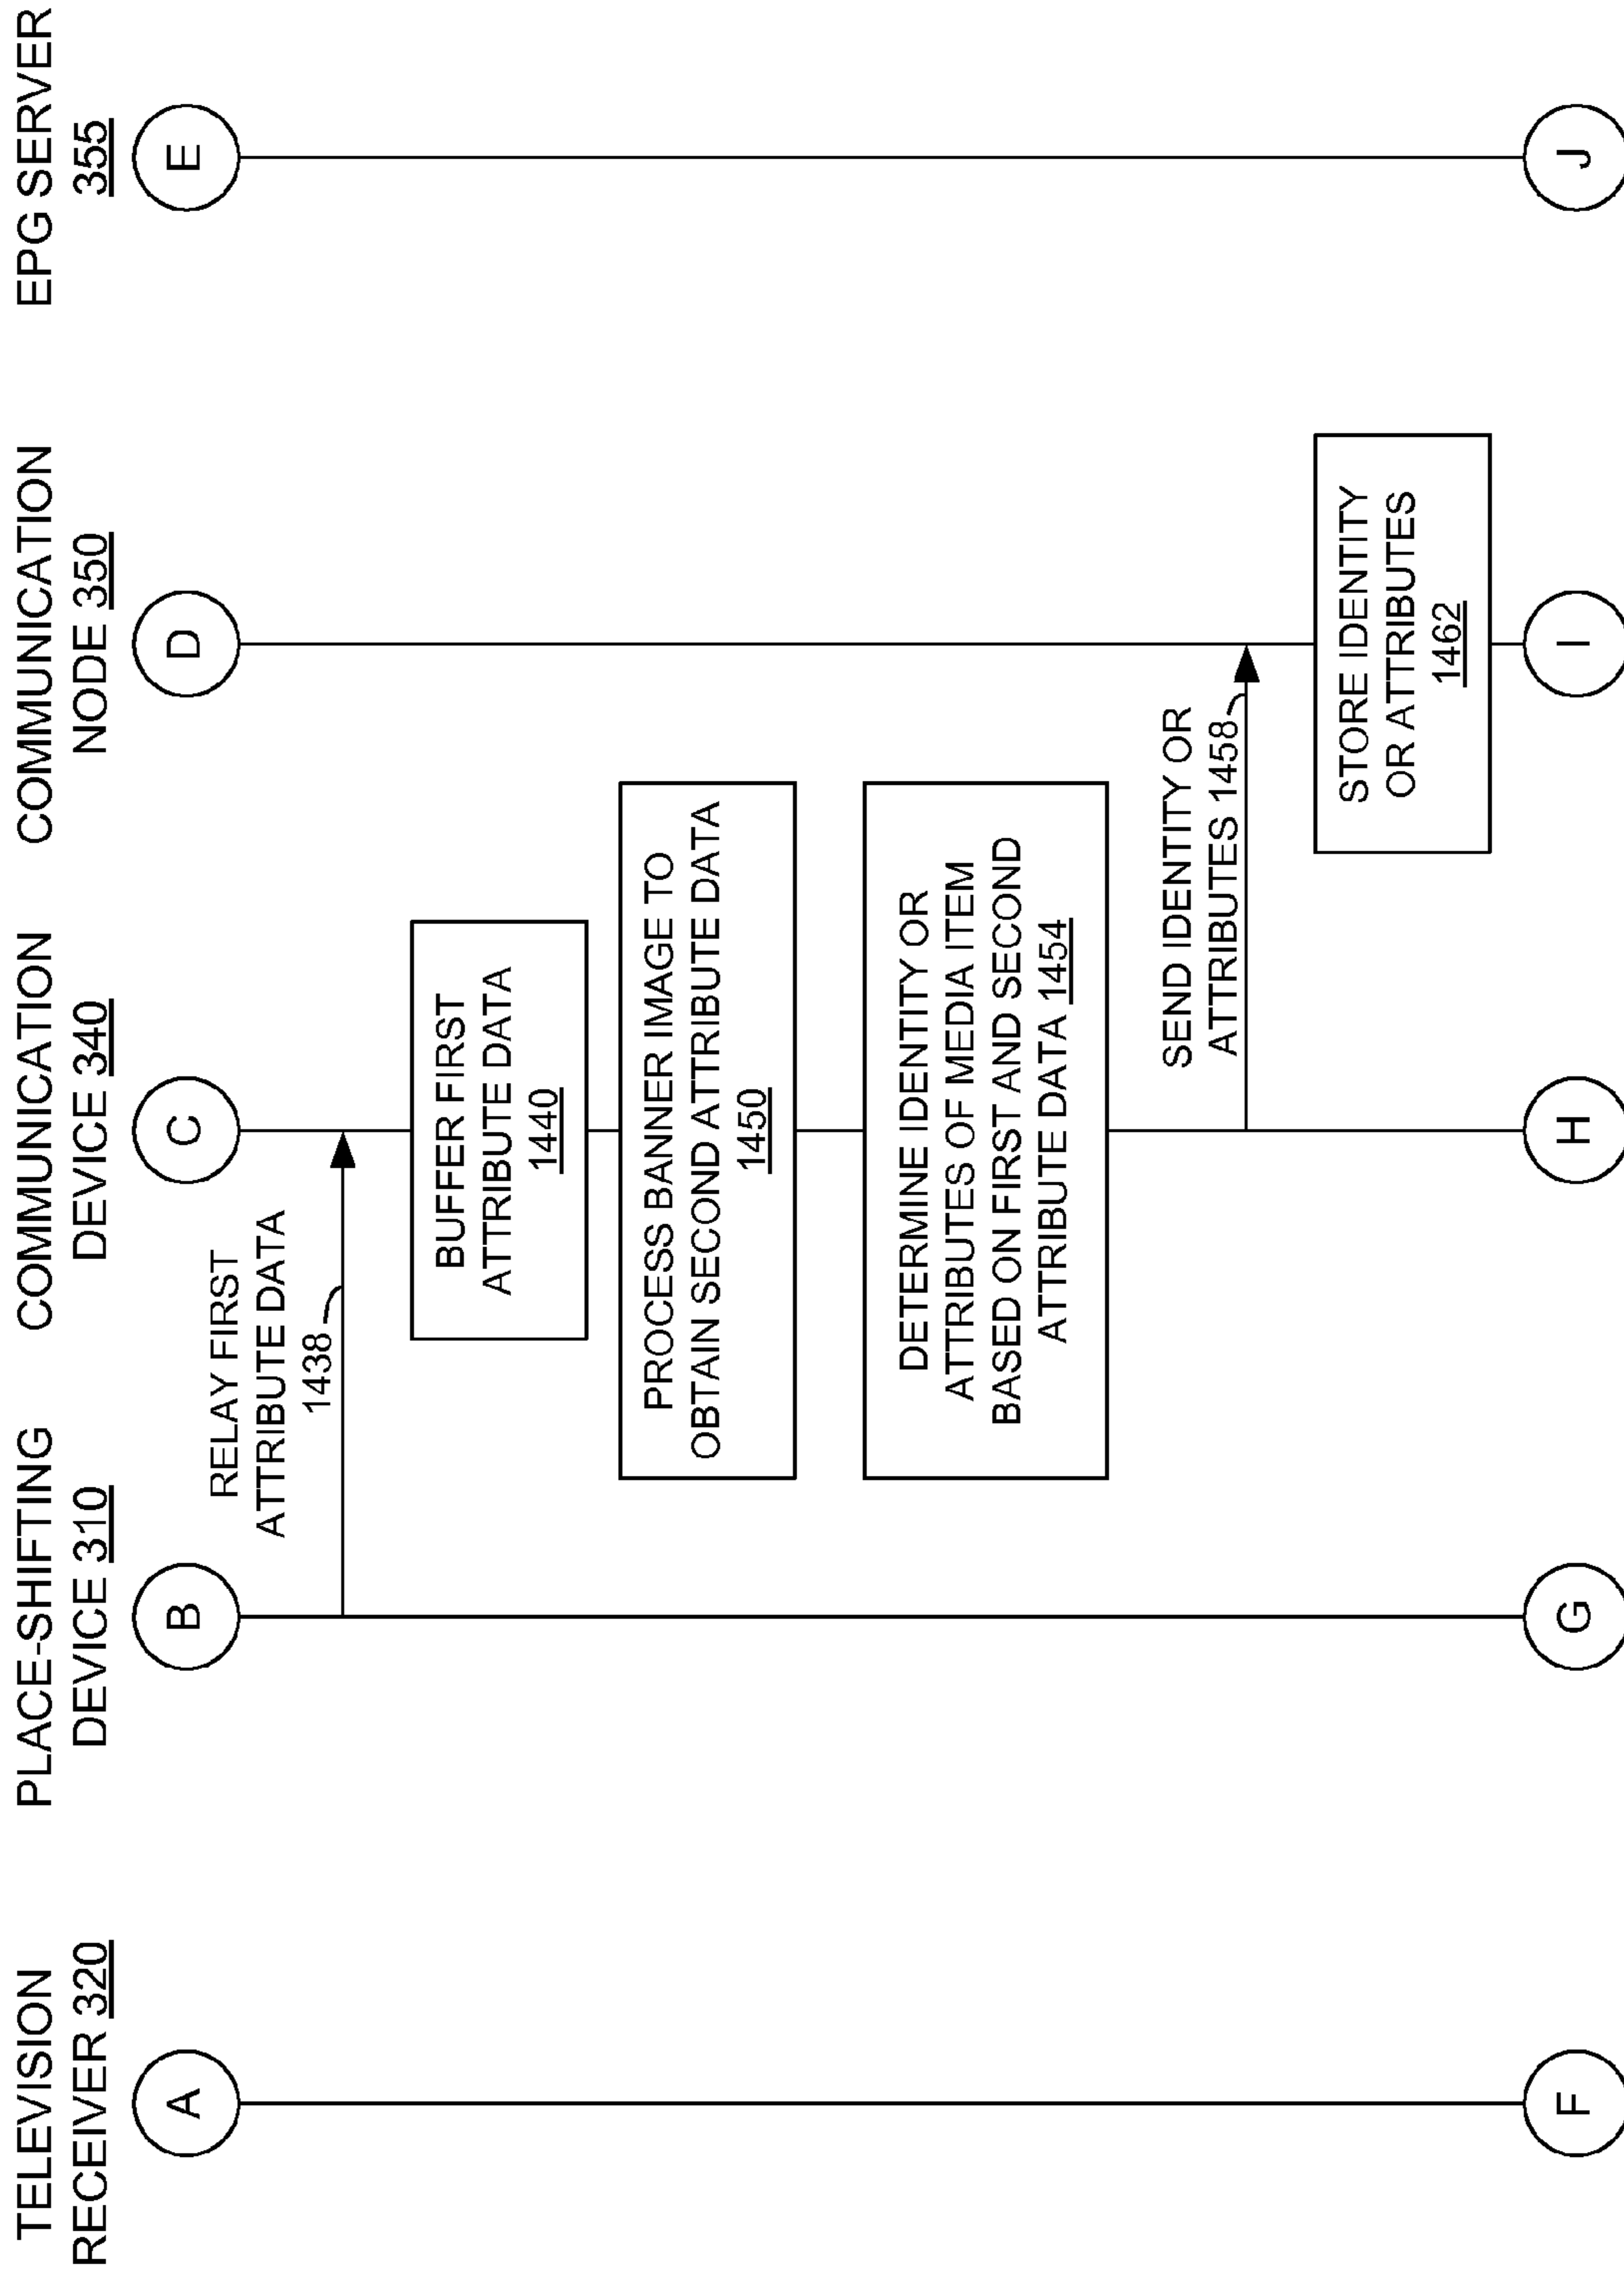 TELEVISION
RECEIVER 320
PLACE-SHIFTING
DEVICE 310
COMMUNICATION
DEVICE 340
COMMUNICATION
NODE 350
EPG SERVER
355
A
B
C
D
E
RELAY FIRST
ATTRIBUTE DATA
1438
BUFFER FIRST
ATTRIBUTE DATA
1440
PROCESS BANNER IMAGE TO
OBTAIN SECOND ATTRIBUTE DATA
1450
DETERMINE IDENTITY OR
ATTRIBUTES OF MEDIA ITEM
BASED ON FIRST AND SECOND
ATTRIBUTE DATA 1454
SEND IDENTITY OR
ATTRIBUTES 1458
STORE IDENTITY
OR ATTRIBUTES
1462
F
G
H
I
J